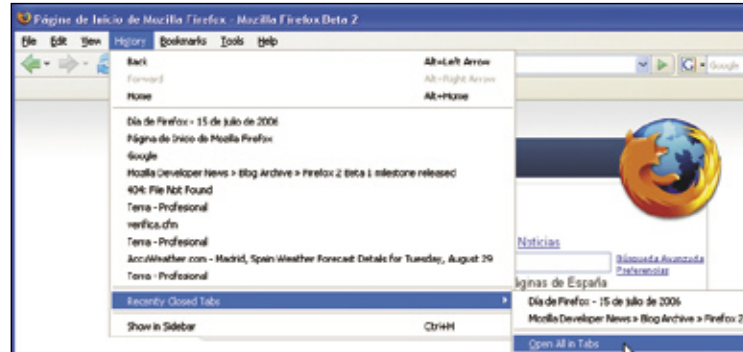 Página de Inicio de Mozilla Firefox - Mozilla Firefox Beta 2
File Edit View History Bookmarks Tools Help
Back Alt+Left Arrow
Forward Alt+Right Arrow
Home Alt+Home
Google
Día de Firefox - 15 de julio de 2006
Página de Inicio de Mozilla Firefox
Google
Mozilla Developer News » Blog Archive » Firefox 2 Beta 1 milestone released
404: File Not Found
Terra - Profesional
verifica.cfm
Terra - Profesional
AccuWeather.com - Madrid, Spain Weather Forecast Details for Tuesday, August 29
Terra - Profesional
Noticias
Búsqueda Avanzada
Preferencias
áginas de España
Recently Closed Tabs
Show in Sidebar Ctrl+H
Día de Firefox - 15 de julio de 2006
Mozilla Developer News » Blog Archive » Firefox 2
Open All in Tabs